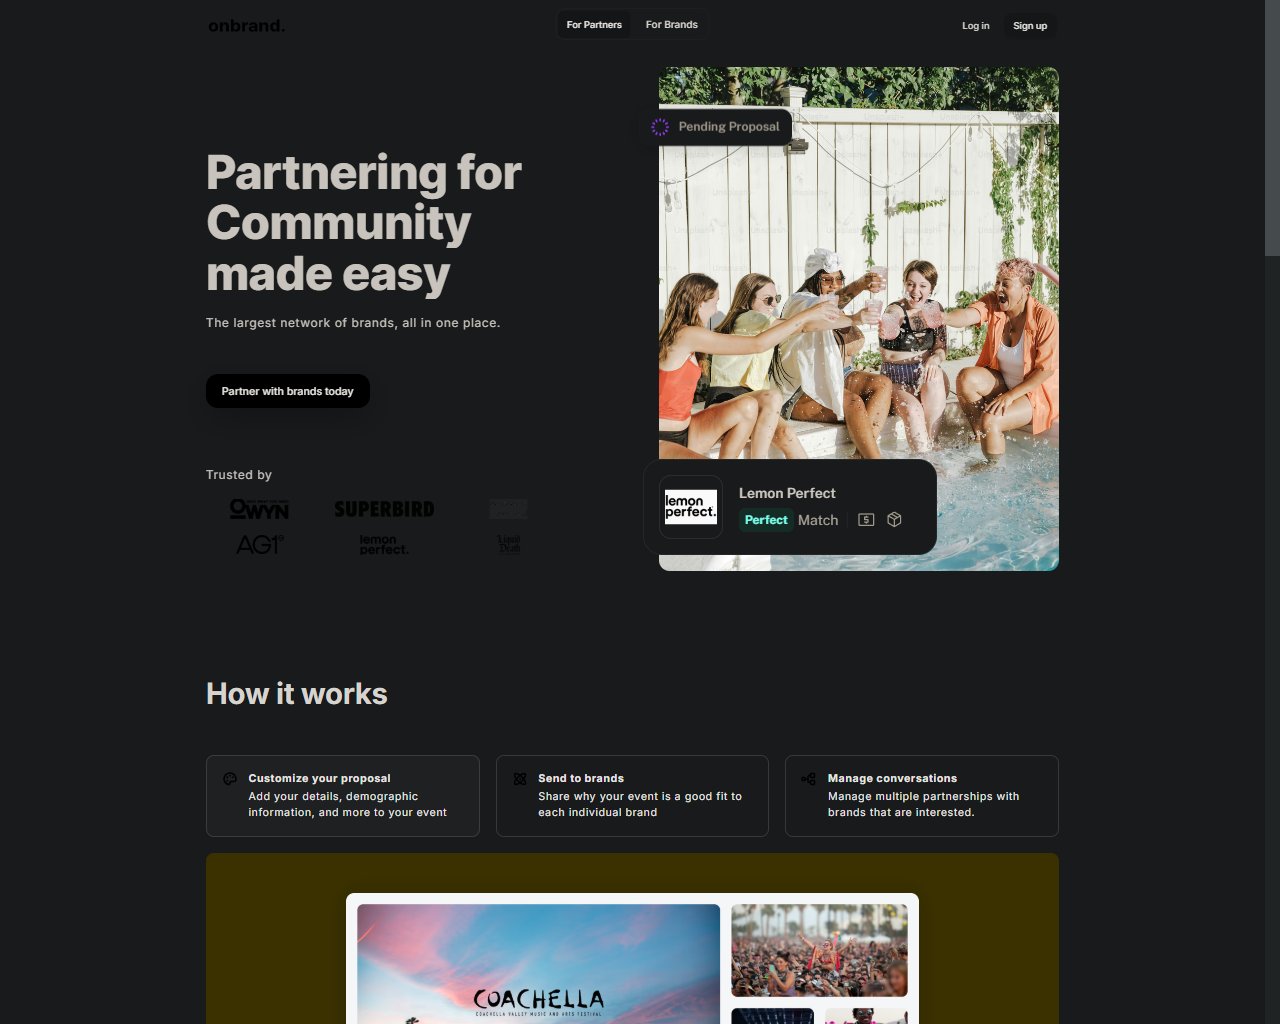 onbrand.
For Partners
For Brands
Log in
Sign up
Pending Proposal
Partnering for
Community
made easy
The largest network of brands, all in one place.
Partner with brands today
Trusted by
OWYN
SUPERBIRD
AG1
lemon
perfect.
Liquid
Death
lemon
perfect.
Lemon Perfect
Perfect Match
How it works
Customize your proposal
Add your details, demographic
information, and more to your event
Send to brands
Share why your event is a good fit to
each individual brand
Manage conversations
Manage multiple partnerships with
brands that are interested.
COACHELLA
COACHELLA VALLEY MUSIC AND ARTS FESTIVAL